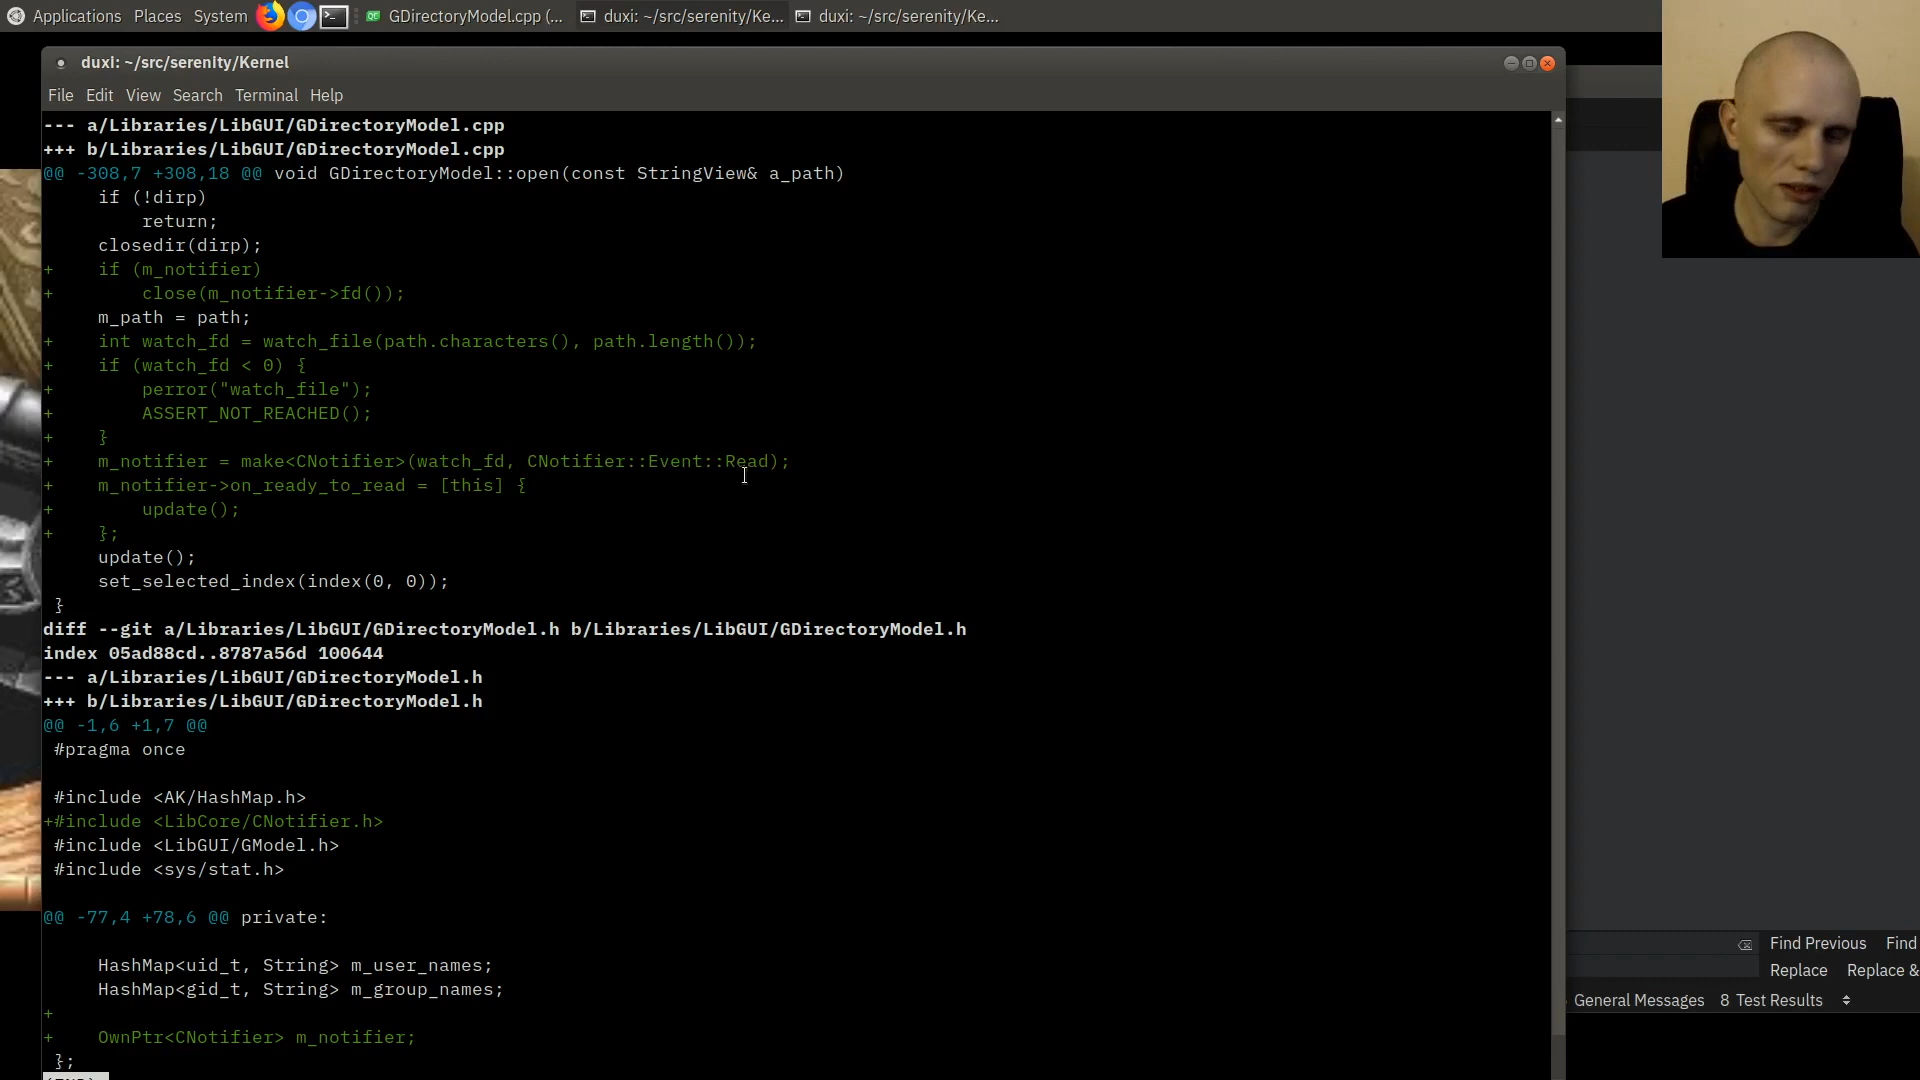 Applications Places System GDirectoryModel.cpp (... duxi: ~/src/serenity/Ke... duxi: ~/src/serenity/Ke...
duxi: ~/src/serenity/Kernel
File Edit View Search Terminal Help
--- a/Libraries/LibGUI/GDirectoryModel.cpp
+++ b/Libraries/LibGUI/GDirectoryModel.cpp
@@ -308,7 +308,18 @@ void GDirectoryModel::open(const StringView& a_path)
     if (!dirp)
         return;
     closedir(dirp);
+    if (m_notifier)
+        close(m_notifier->fd());
     m_path = path;
+    int watch_fd = watch_file(path.characters(), path.length());
+    if (watch_fd < 0) {
+        perror("watch_file");
+        ASSERT_NOT_REACHED();
+    }
+    m_notifier = make<CNotifier>(watch_fd, CNotifier::Event::Read);
+    m_notifier->on_ready_to_read = [this] {
+        update();
+    };
     update();
     set_selected_index(index(0, 0));
 }
diff --git a/Libraries/LibGUI/GDirectoryModel.h b/Libraries/LibGUI/GDirectoryModel.h
index 05ad88cd..8787a56d 100644
--- a/Libraries/LibGUI/GDirectoryModel.h
+++ b/Libraries/LibGUI/GDirectoryModel.h
@@ -1,6 +1,7 @@
 #pragma once
 #include <AK/HashMap.h>
+#include <LibCore/CNotifier.h>
 #include <LibGUI/GModel.h>
 #include <sys/stat.h>
@@ -77,4 +78,6 @@ private:
     HashMap<uid_t, String> m_user_names;
     HashMap<gid_t, String> m_group_names;
+
+    OwnPtr<CNotifier> m_notifier;
 };
Find Previous Find
Replace Replace &
General Messages 8 Test Results